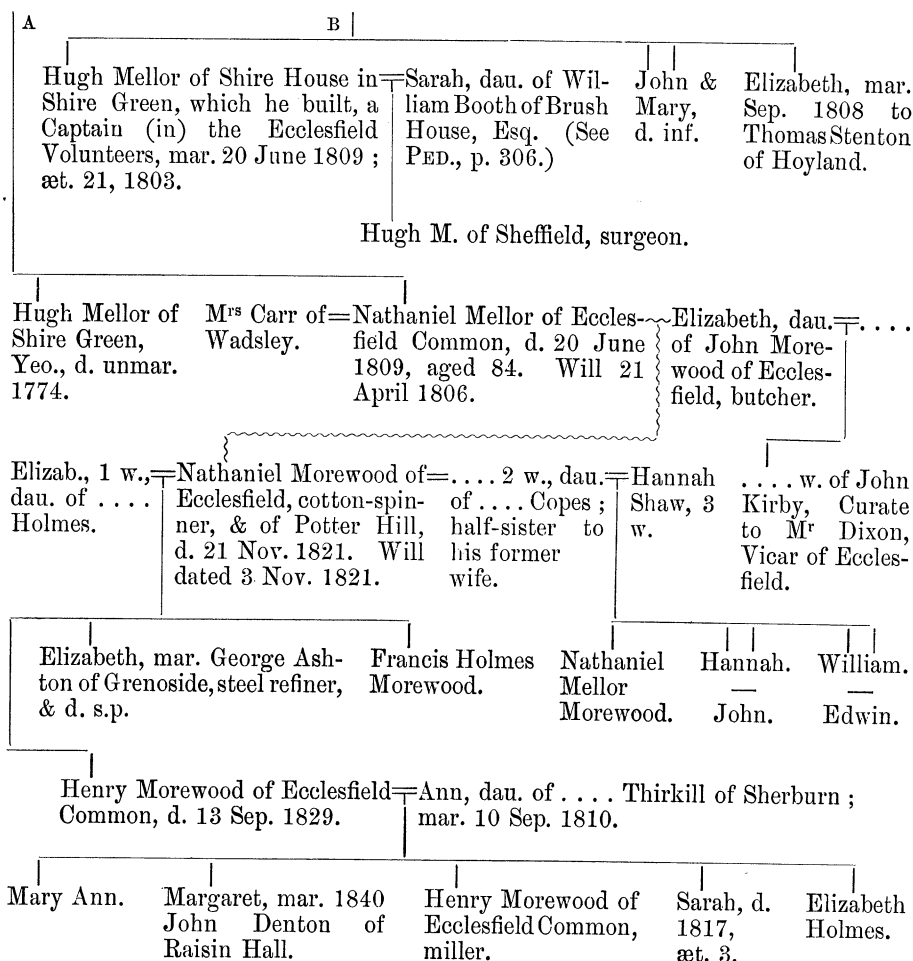 A
B
Hugh Mellor of Shire House in
Shire Green, which he built, a
Captain (in) the Ecclesfield
Volunteers, mar. 20 June 1809 ;
æt. 21, 1803.
Sarah, dau. of Wil-
liam Booth of Brush
House, Esq. (See
PED., p. 306.)
John &
Mary,
d. inf.
Elizabeth, mar.
Sep. 1808 to
Thomas Stenton
of Hoyland.
Hugh M. of Sheffield, surgeon.
Hugh Mellor of
Shire Green,
Yeo., d. unmar.
1774.
Mrs Carr of
Wadsley.
Nathaniel Mellor of Eccles-
field Common, d. 20 June
1809, aged 84. Will 21
April 1806.
Elizabeth, dau.
of John More-
wood of Eccles-
field, butcher.
. . . .
Elizab., 1 w.,
dau. of . . . .
Holmes.
Nathaniel Morewood of
Ecclesfield, cotton-spin-
ner, & of Potter Hill,
d. 21 Nov. 1821. Will
dated 3 Nov. 1821.
. . . . 2 w., dau.
of . . . . Copes ;
half-sister to
his former
wife.
Hannah
Shaw, 3
w.
. . . . w. of John
Kirby, Curate
to Mr Dixon,
Vicar of Eccles-
field.
Elizabeth, mar. George Ash-
ton of Grenoside, steel refiner,
& d. s.p.
Francis Holmes
Morewood.
Nathaniel
Mellor
Morewood.
Hannah.
—
John.
William.
—
Edwin.
Henry Morewood of Ecclesfield
Common, d. 13 Sep. 1829.
Ann, dau. of . . . . Thirkill of Sherburn ;
mar. 10 Sep. 1810.
Mary Ann.
Margaret, mar. 1840
John Denton of
Raisin Hall.
Henry Morewood of
Ecclesfield Common,
miller.
Sarah, d.
1817,
æt. 3.
Elizabeth
Holmes.